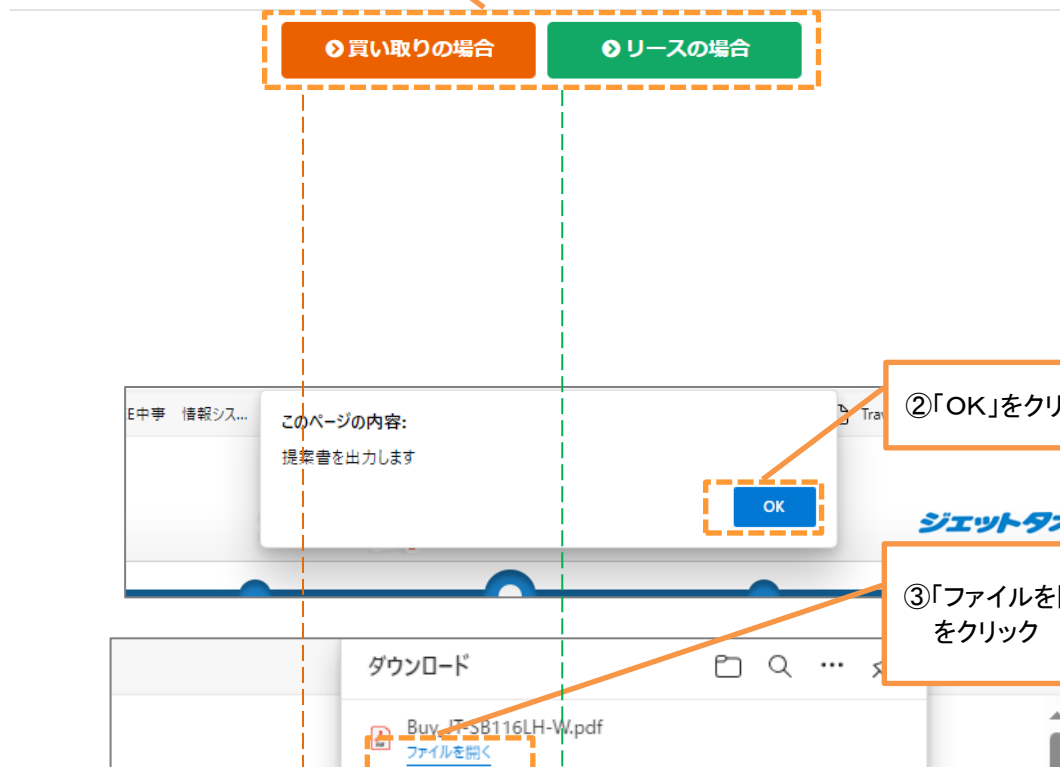 買い取りの場合
リースの場合
E中事 情報シス...
このページの内容:
提案書を出力します
OK
Tra
②「OK」をクリ
ジェットタオ
③「ファイルを
をクリック
ダウンロード
Buy_JT-SB116LH-W.pdf
ファイルを開く